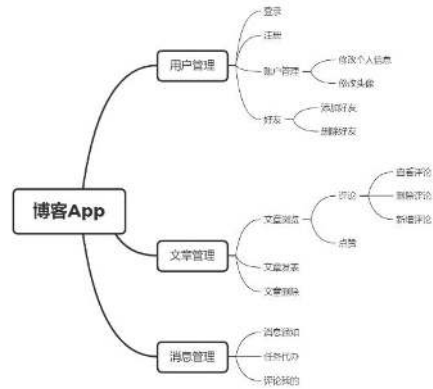 博客App
用户管理
登录
注册
账户管理
修改个人信息
修改头像
好友
添加好友
删除好友
文章管理
文章浏览
评论
查看评论
删除评论
新增评论
点赞
文章发表
文章删除
消息管理
消息通知
任务代办
评论我的